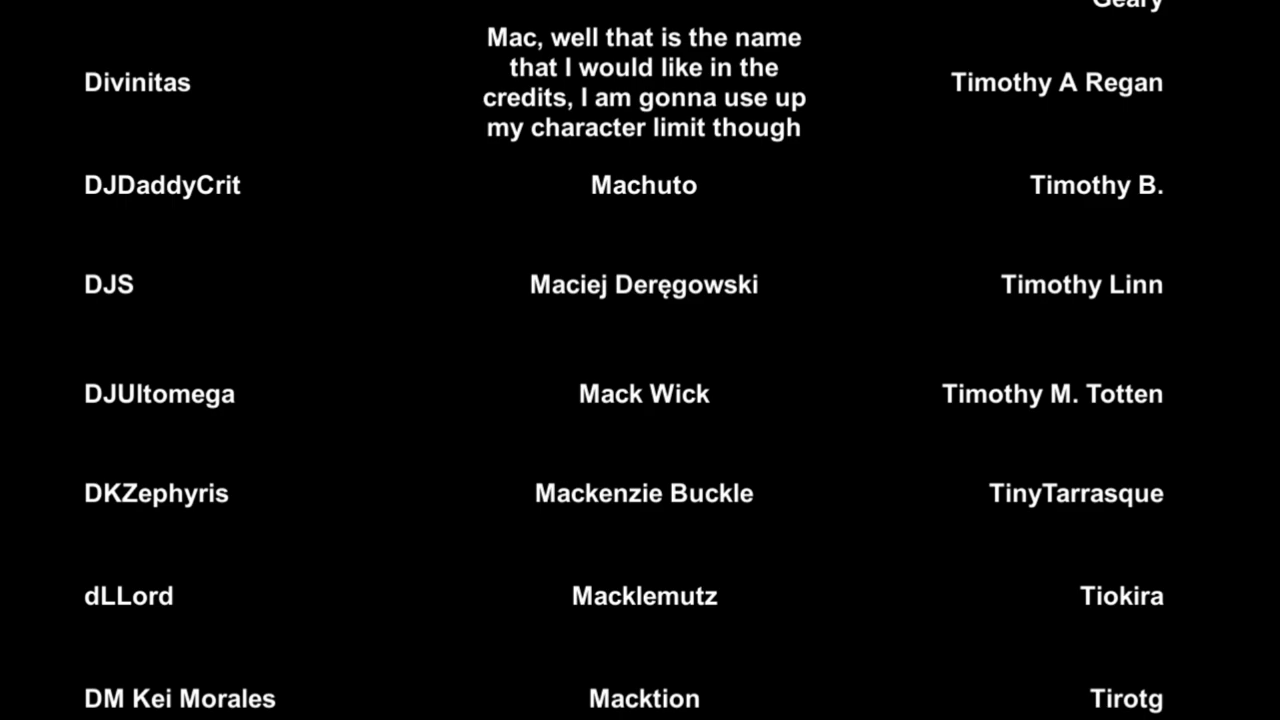 Geary
Divinitas
Mac, well that is the name
that I would like in the
credits, I am gonna use up
my character limit though
Timothy A Regan
DJDaddyCrit
Machuto
Timothy B.
DJS
Maciej Deręgowski
Timothy Linn
DJUltomega
Mack Wick
Timothy M. Totten
DKZephyris
Mackenzie Buckle
TinyTarrasque
dLLord
Macklemutz
Tiokira
DM Kei Morales
Macktion
Tirotg